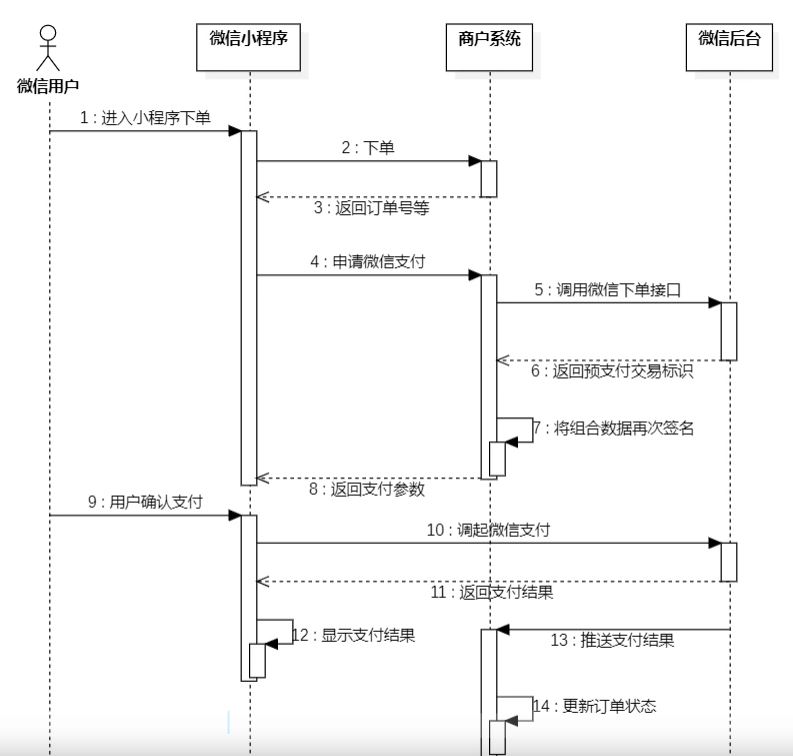 微信用户
微信小程序
商户系统
微信后台
1 : 进入小程序下单
2 : 下单
3 : 返回订单号等
4 : 申请微信支付
5 : 调用微信下单接口
6 : 返回预支付交易标识
7 : 将组合数据再次签名
8 : 返回支付参数
9 : 用户确认支付
10 : 调起微信支付
11 : 返回支付结果
12 : 显示支付结果
13 : 推送支付结果
14 : 更新订单状态